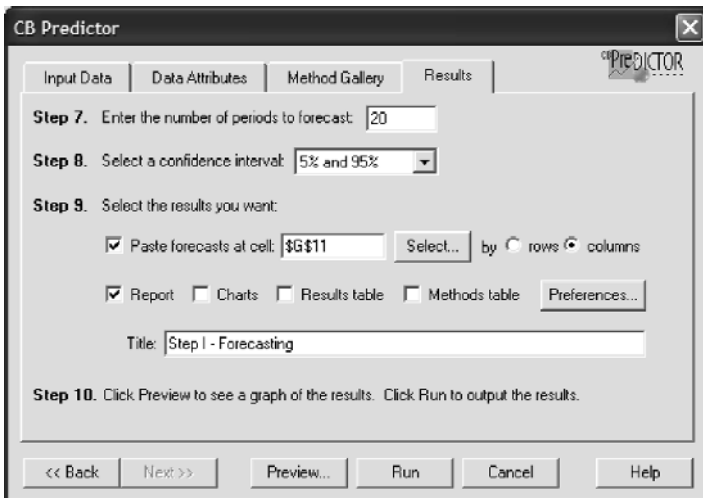 CB Predictor
CB PreDICTOR
Input Data Data Attributes Method Gallery Results
Step 7. Enter the number of periods to forecast: 20
Step 8. Select a confidence interval: 5% and 95%
Step 9. Select the results you want:
Paste forecasts at cell: $G$11 Select... by rows columns
Report Charts Results table Methods table Preferences...
Title: Step I - Forecasting
Step 10. Click Preview to see a graph of the results. Click Run to output the results.
<< Back Next >> Preview... Run Cancel Help